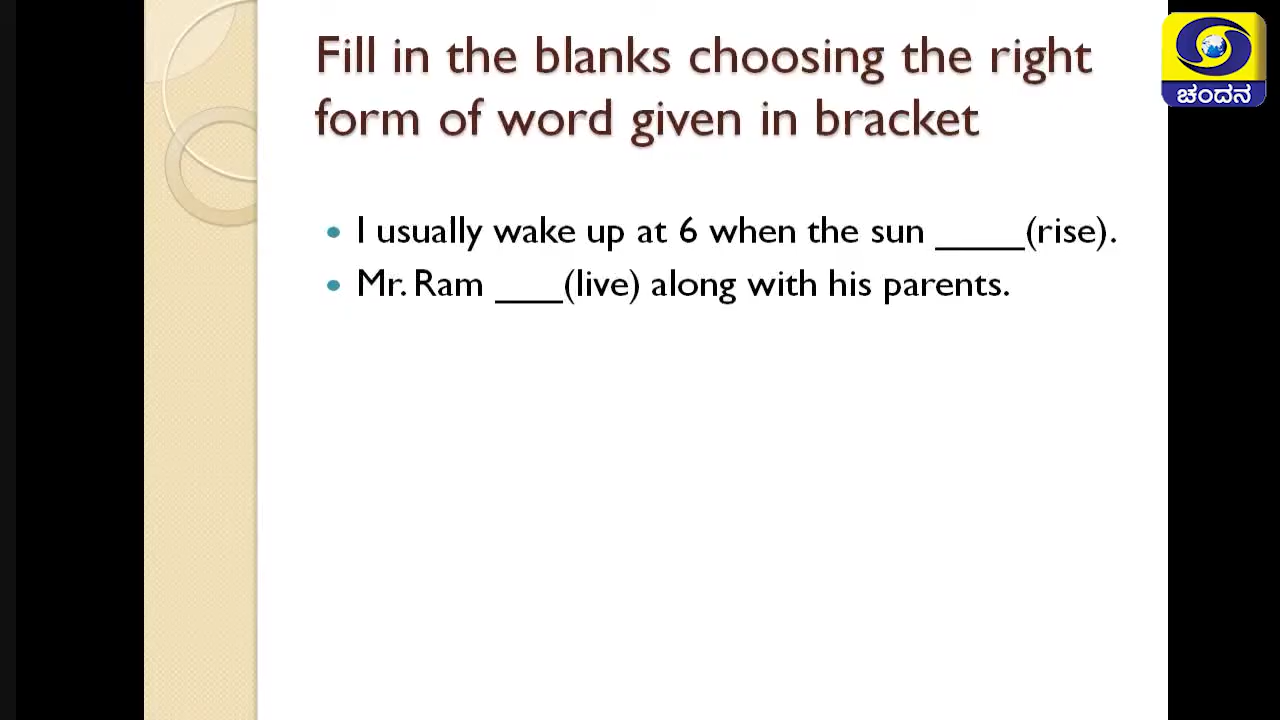 Fill in the blanks choosing the right
form of word given in bracket
ಚಂದನ
• I usually wake up at 6 when the sun _____(rise).
• Mr. Ram ____(live) along with his parents.